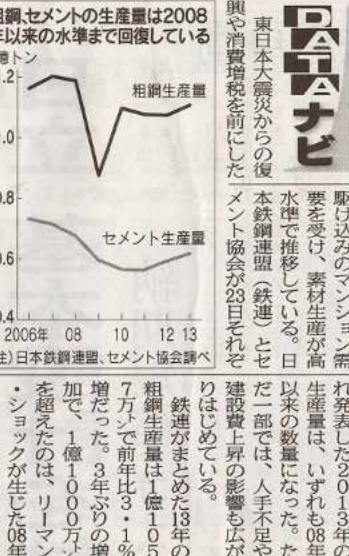 DATAナビ
東日本大震災からの復
興や消費増税を前にした
駆け込みのマンション需
要を受け、素材生産が高
水準で推移している。日
本鉄鋼連盟（鉄連）とセ
メント協会が23日それぞ
れ発表した2013年の
生産量は、いずれも08年
以来の数量になった。た
だ一部では、人手不足や
建設費上昇の影響も広が
りはじめている。
鉄連がまとめた13年の
粗鋼生産量は1億105
7万トンで前年比3・1%
増だった。3年ぶりの増
加で、1億1000万トン
を超えたのは、リーマン
・ショックが生じた08年
粗鋼、セメントの生産量は2008
年以来の水準まで回復している
億トン
.2
粗鋼生産量
.0
.8
セメント生産量
.6
.4
2006年 08 10 12 13
注)日本鉄鋼連盟、セメント協会調べ